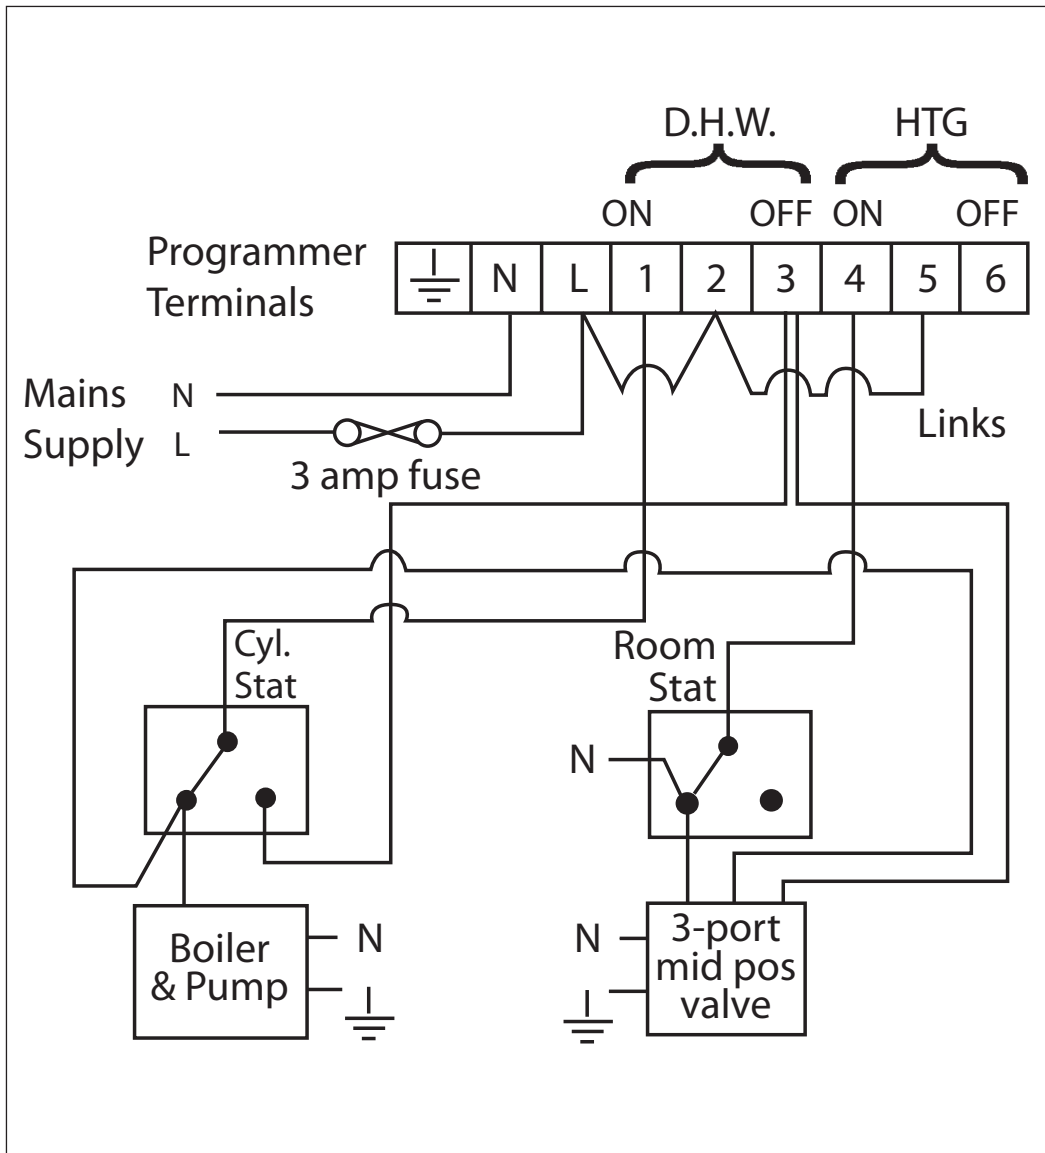 D.H.W. HTG
ON OFF ON OFF
Programmer
Terminals
N L 1 2 3 4 5 6
Mains N
Supply L
Links
3 amp fuse
Cyl.
Stat
Room
Stat
N
Boiler
& Pump
N
N
3-port
mid pos
valve